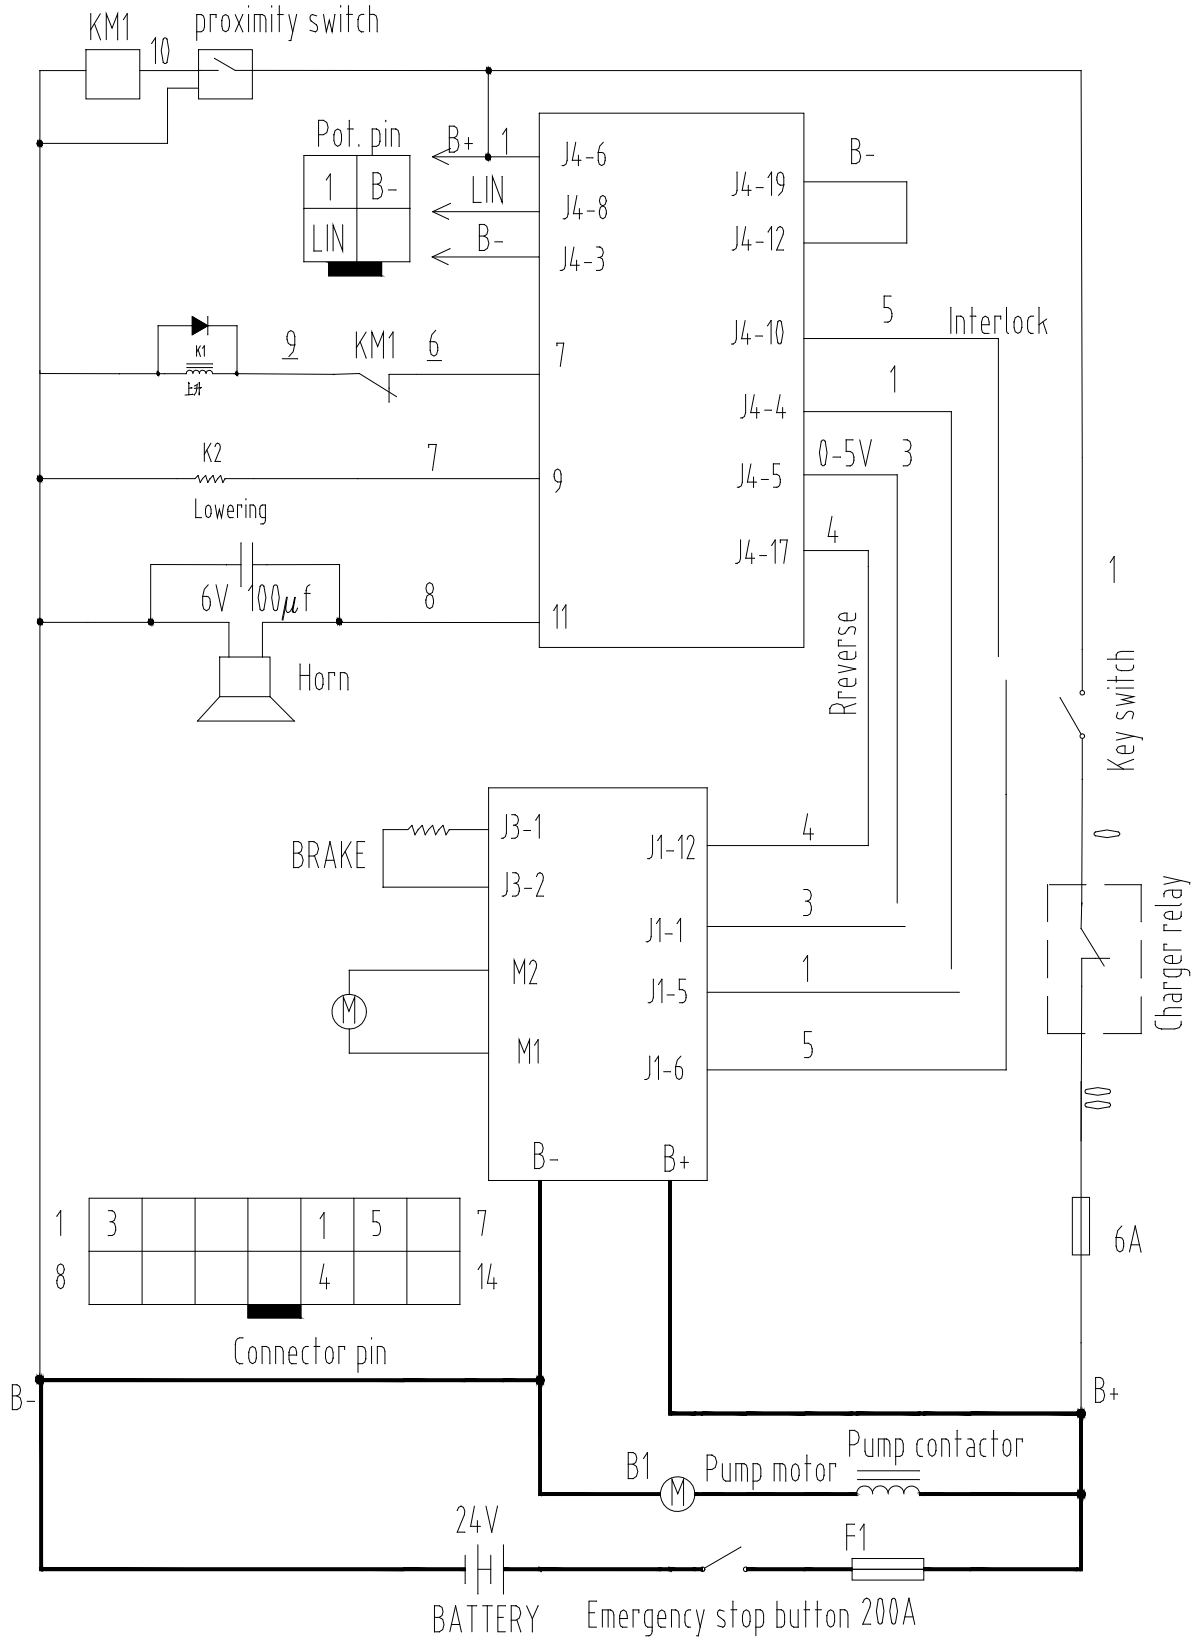 KM1
10
proximity switch
Pot. pin
1 B-
LIN
B+ 1
LIN
B-
J4-6
J4-8
J4-3
7
9
11
J4-19
J4-12
J4-10
J4-4
J4-5
J4-17
B-
5
Interlock
1
0-5V 3
4
Rreverse
K1
上升
9
KM1
6
K2
7
Lowering
6V 100μf
8
Horn
1
Key switch
0
Charger relay
00
6A
BRAKE
J3-1
J3-2
M2
M
M1
B-
B+
J1-12
J1-1
J1-5
J1-6
4
3
1
5
1 3 1 5 7
8 4 14
Connector pin
B-
B+
B1
M
Pump motor
Pump contactor
24V
BATTERY
Emergency stop button
F1
200A